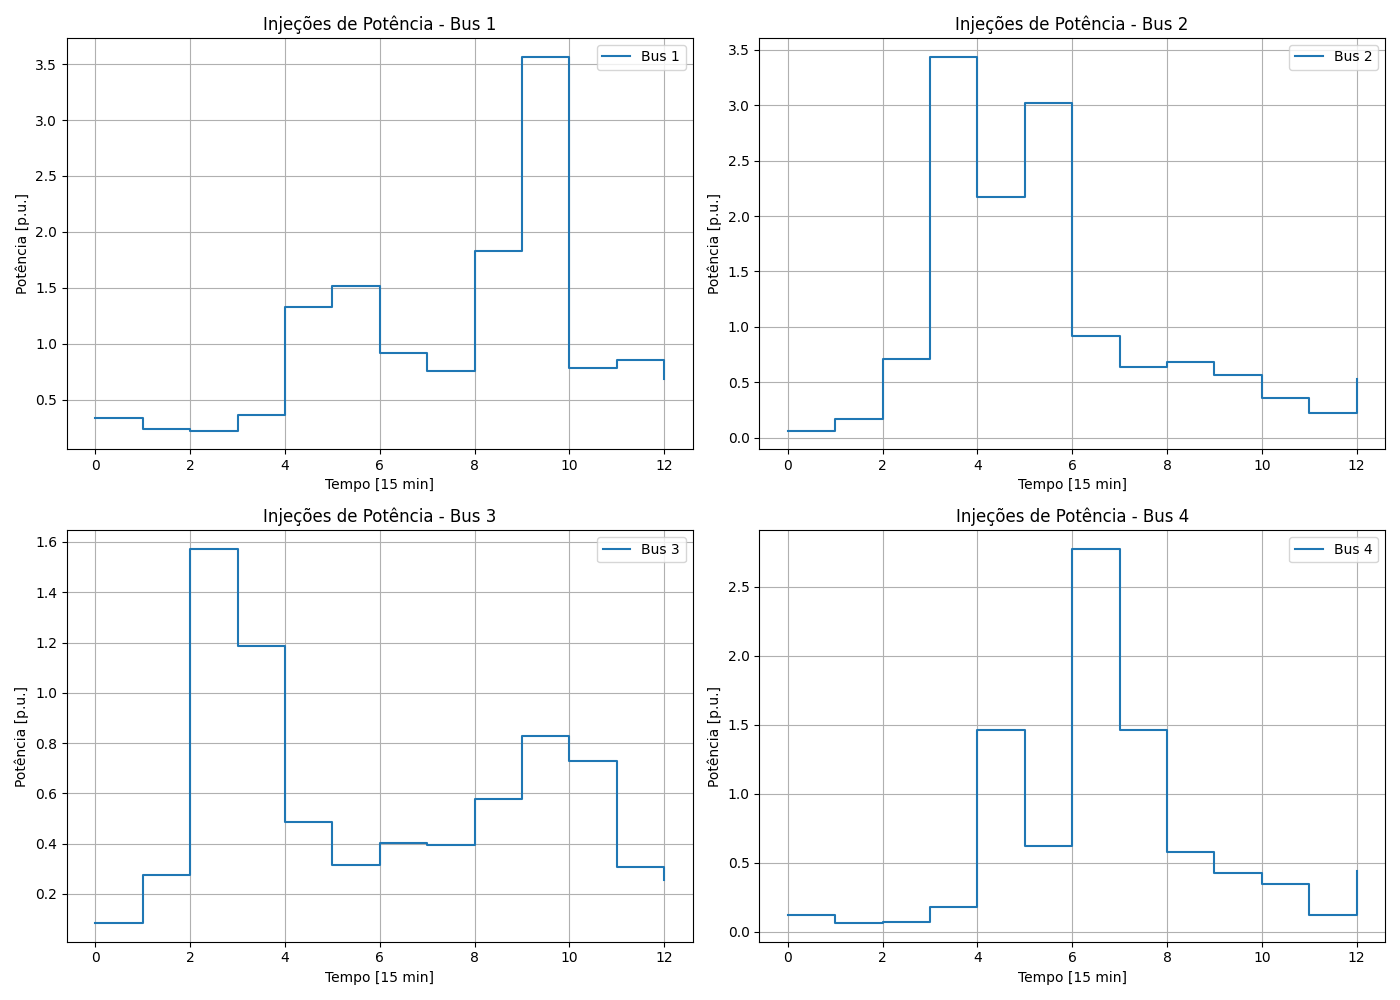 Injeções de Potência - Bus 1
Bus 1
Potência [p.u.]
3.5
3.0
2.5
2.0
1.5
1.0
0.5
0 2 4 6 8 10 12
Tempo [15 min]
Injeções de Potência - Bus 2
Bus 2
Potência [p.u.]
3.5
3.0
2.5
2.0
1.5
1.0
0.5
0.0
0 2 4 6 8 10 12
Tempo [15 min]
Injeções de Potência - Bus 3
Bus 3
Potência [p.u.]
1.6
1.4
1.2
1.0
0.8
0.6
0.4
0.2
0 2 4 6 8 10 12
Tempo [15 min]
Injeções de Potência - Bus 4
Bus 4
Potência [p.u.]
2.5
2.0
1.5
1.0
0.5
0.0
0 2 4 6 8 10 12
Tempo [15 min]